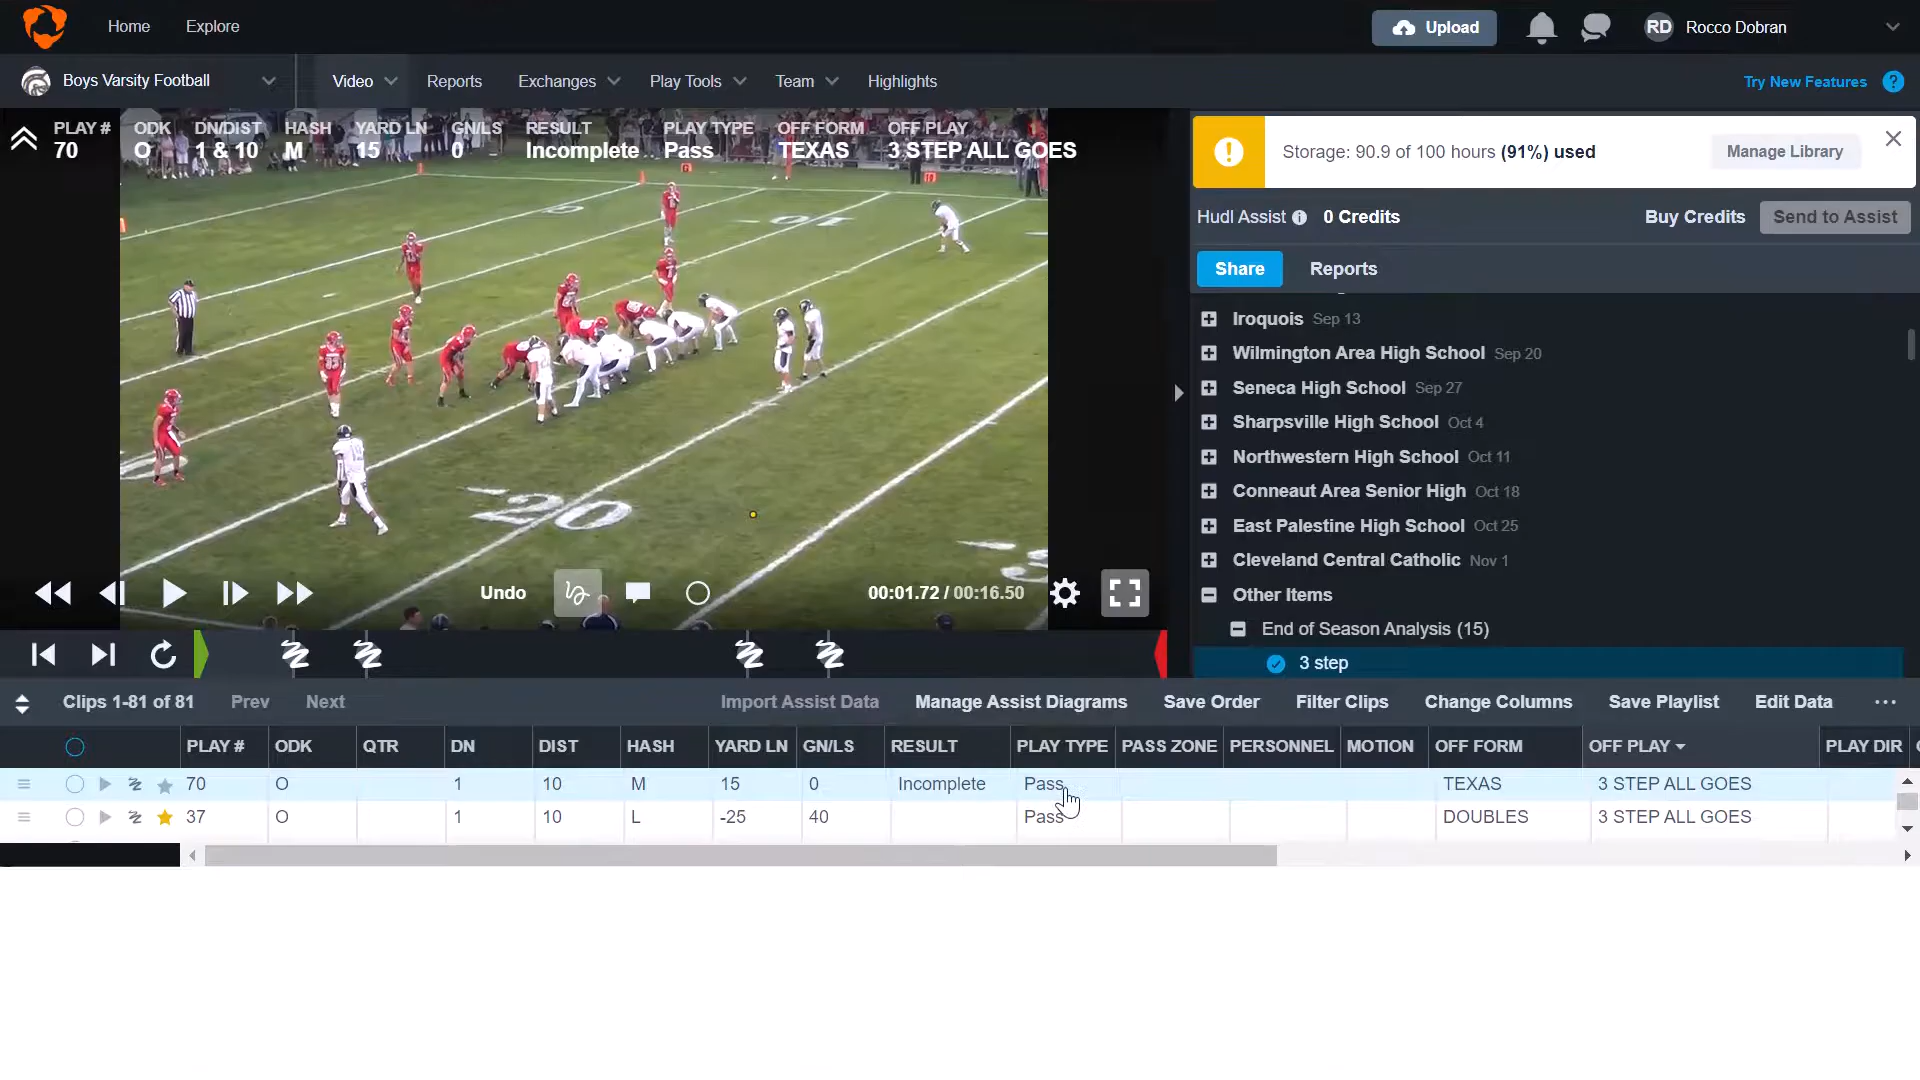 Home Explore Upload RD Rocco Dobran
Boys Varsity Football Video Reports Exchanges Play Tools Team Highlights Try New Features ?
PLAY # ODK DN/DIST HASH YARD LN GN/LS RESULT PLAY TYPE OFF FORM OFF PLAY
70 O 1 & 10 M 15 0 Incomplete Pass TEXAS 3 STEP ALL GOES
Storage: 90.9 of 100 hours (91%) used Manage Library
Hudl Assist 0 Credits Buy Credits Send to Assist
Share Reports
Iroquois Sep 13
Wilmington Area High School Sep 20
Seneca High School Sep 27
Sharpsville High School Oct 4
Northwestern High School Oct 11
Conneaut Area Senior High Oct 18
East Palestine High School Oct 25
Cleveland Central Catholic Nov 1
Other Items
End of Season Analysis (15)
3 step
20
Undo 00:01.72 / 00:16.50
Clips 1-81 of 81 Prev Next Import Assist Data Manage Assist Diagrams Save Order Filter Clips Change Columns Save Playlist Edit Data ...
PLAY # ODK QTR DN DIST HASH YARD LN GN/LS RESULT PLAY TYPE PASS ZONE PERSONNEL MOTION OFF FORM OFF PLAY PLAY DIR
70 O 1 10 M 15 0 Incomplete Pass TEXAS 3 STEP ALL GOES
37 O 1 10 L -25 40 Pass DOUBLES 3 STEP ALL GOES